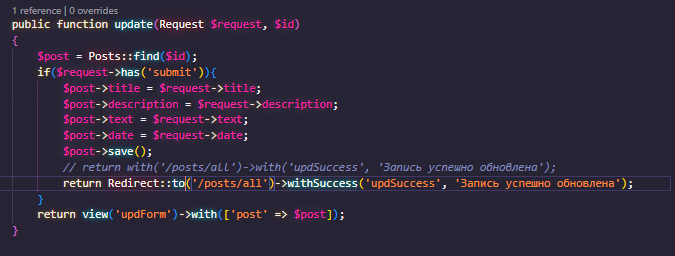 1 reference | 0 overrides
public function update(Request $request, $id)
{
$post = Posts::find($id);
if($request->has('submit')){
$post->title = $request->title;
$post->description = $request->description;
$post->text = $request->text;
$post->date = $request->date;
$post->save();
// return with('/posts/all')->with('updSuccess', 'Запись успешно обновлена');
return Redirect::to('/posts/all')->withSuccess('updSuccess', 'Запись успешно обновлена');
}
return view('updForm')->with(['post' => $post]);
}